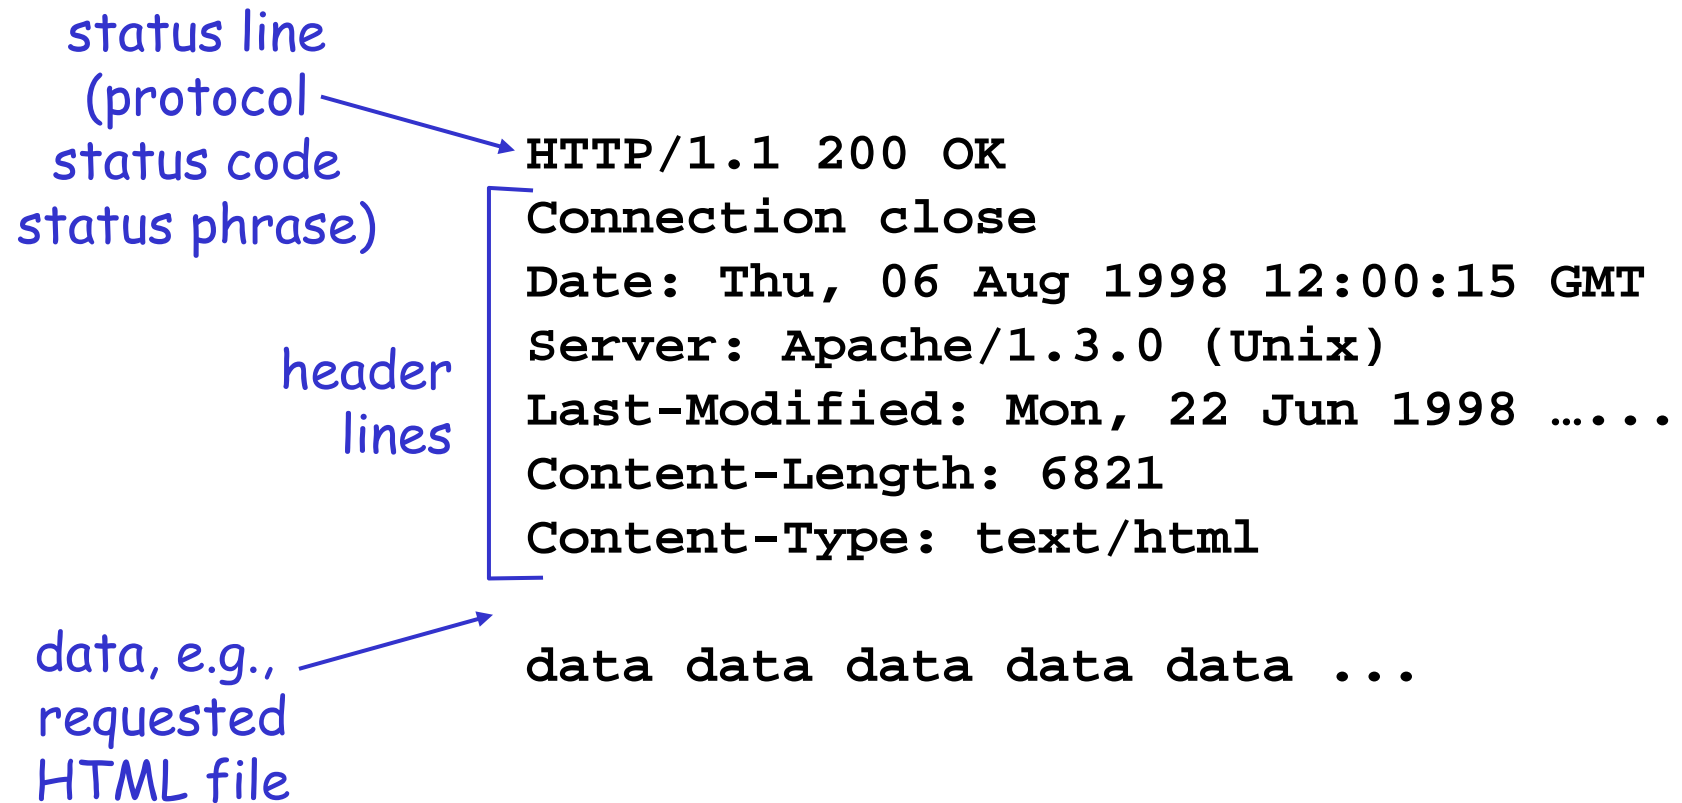 status line
(protocol
status code
status phrase)
HTTP/1.1 200 OK
Connection close
Date: Thu, 06 Aug 1998 12:00:15 GMT
Server: Apache/1.3.0 (Unix)
Last-Modified: Mon, 22 Jun 1998 …...
Content-Length: 6821
Content-Type: text/html
header
lines
data, e.g.,
requested
HTML file
data data data data data ...